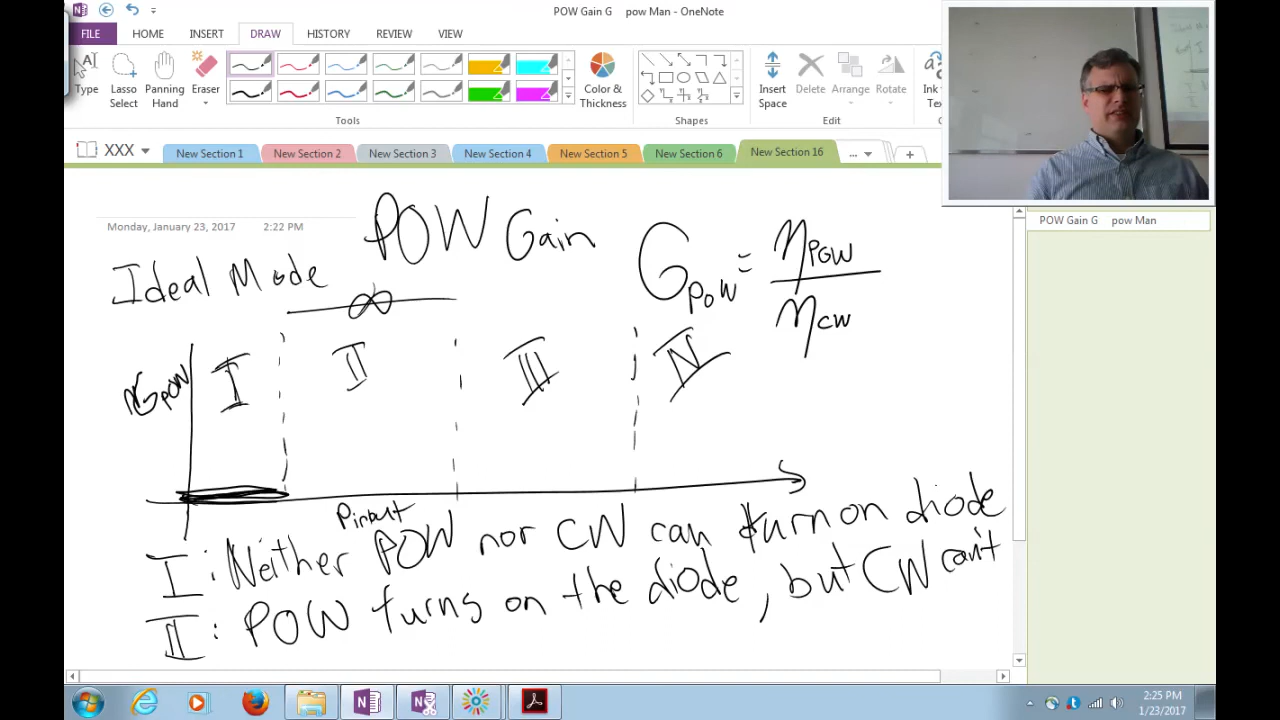 POW Gain G    pow Man - OneNote
FILE HOME INSERT DRAW HISTORY REVIEW VIEW
Type
Lasso Select
Panning Hand
Eraser
Color & Thickness
Insert Space
Delete
Arrange
Rotate
Ink to
Tools
Shapes
Edit
XXX New Section 1 New Section 2 New Section 3 New Section 4 New Section 5 New Section 6 New Section 16 ...
POW Gain G    pow Man
Monday, January 23, 2017    2:22 PM
POW Gain
G_POW = η_POW / η_CW
Ideal Mode
∞
I II III IV
G_POW
Pinput
I: Neither POW nor CW can turn on diode
II: POW turns on the diode, but CW can't
2:25 PM
1/23/2017